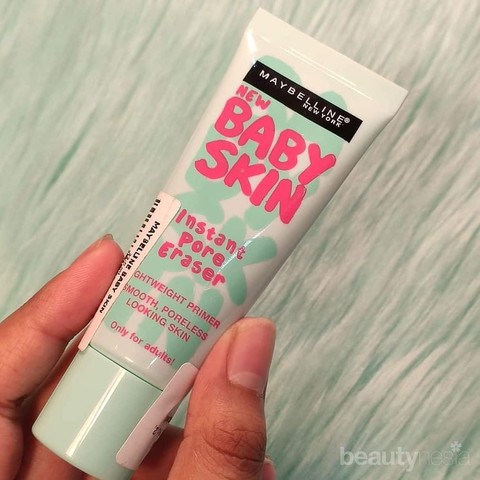 MAYBELLINE®
NEW YORK
NEW
BABY
SKIN
Instant
Pore
Eraser
LIGHTWEIGHT PRIMER
SMOOTH, PORELESS
LOOKING SKIN
Only for adults!
MAYBELLINE BABY SKIN
beautynesia